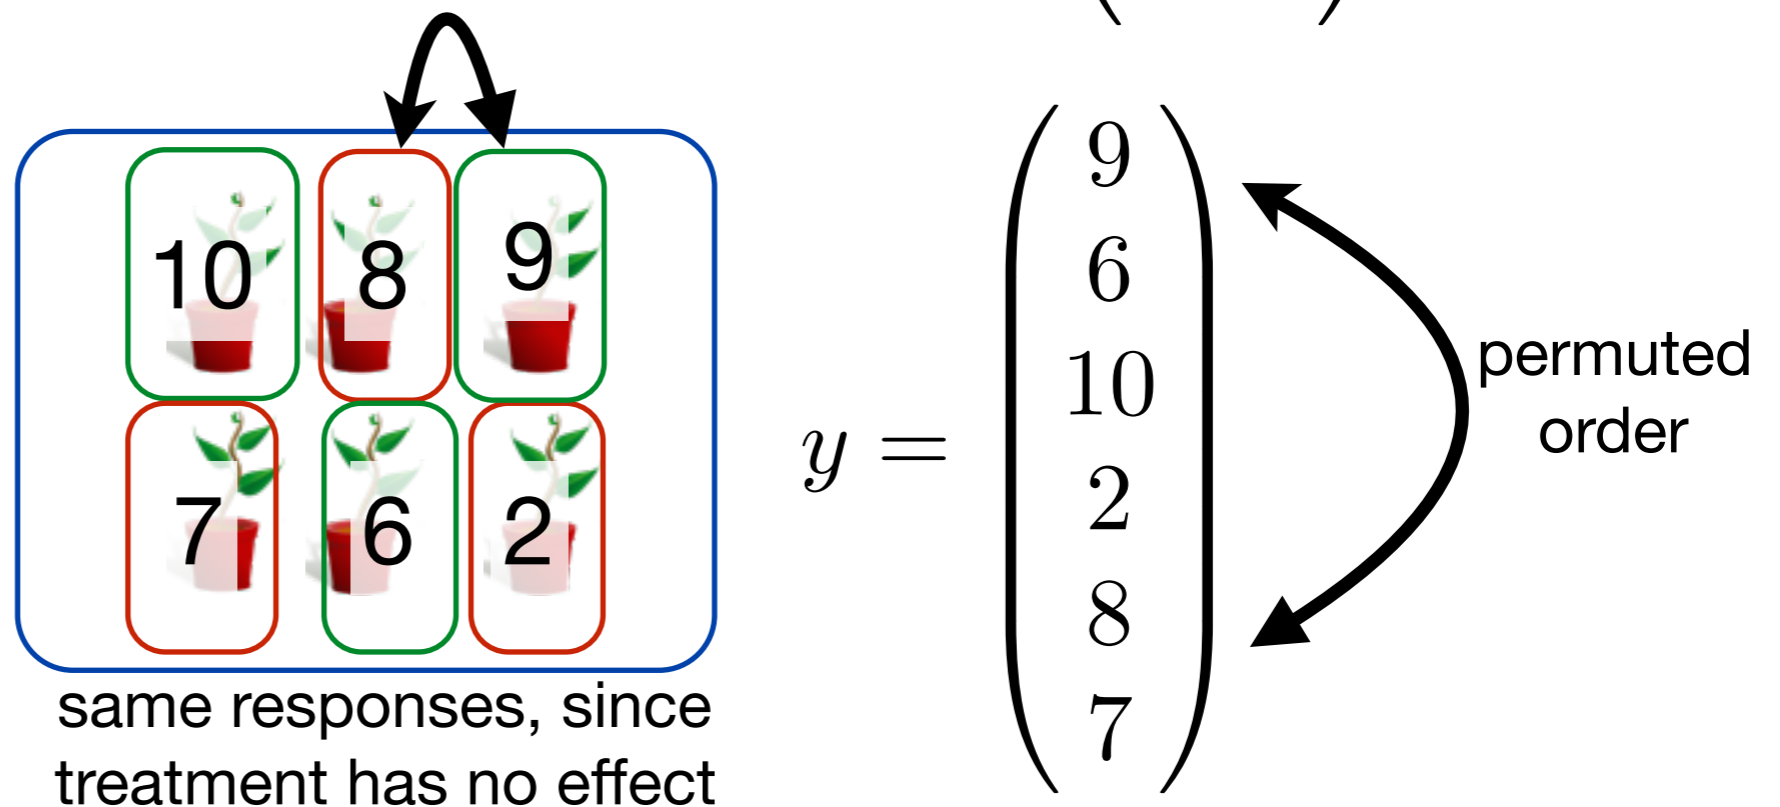 10 8 9
7 6 2
same responses, since
treatment has no effect
y =
9
6
10
2
8
7
permuted
order